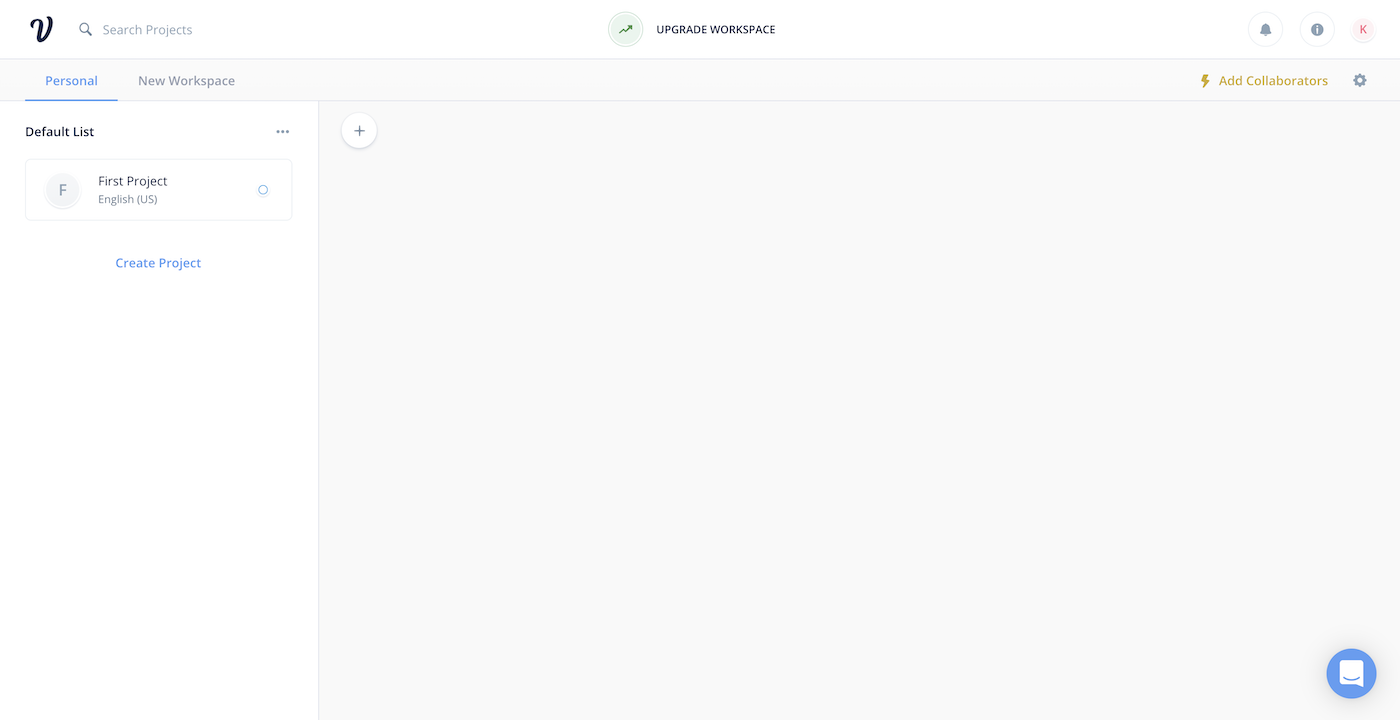 Search Projects
UPGRADE WORKSPACE
K
Personal
New Workspace
Add Collaborators
Default List
F
First Project
English (US)
Create Project